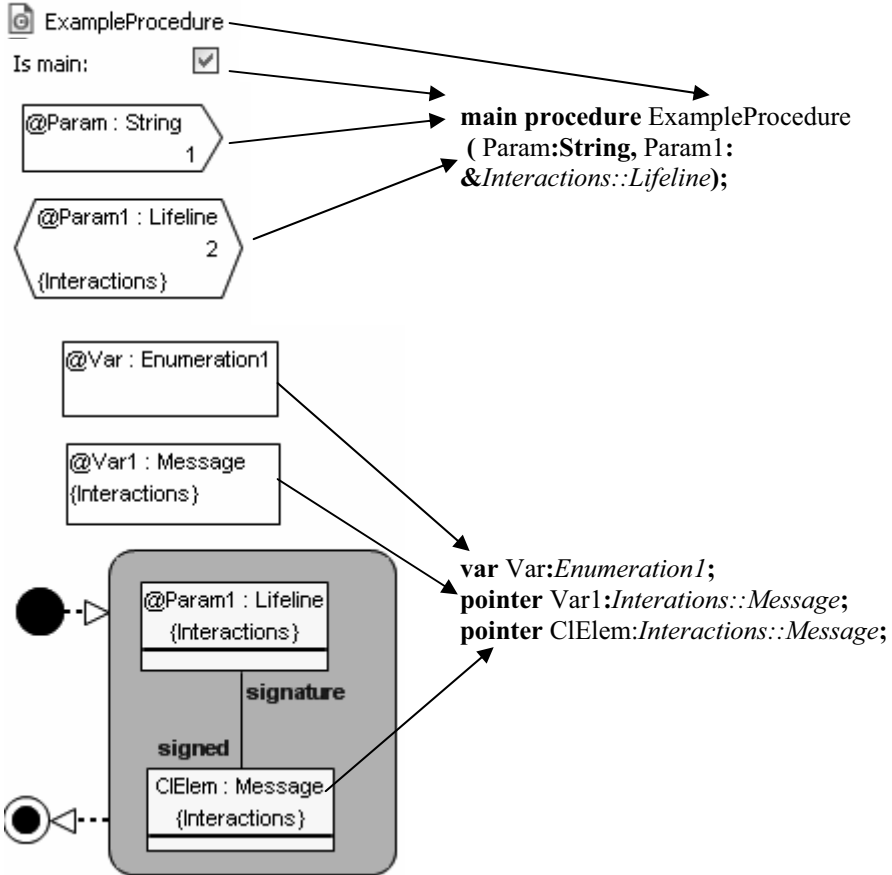 ExampleProcedure
Is main:
@Param : String
1
@Param1 : Lifeline
2
{Interactions}
main procedure ExampleProcedure
( Param:String, Param1:
&Interactions::Lifeline);
@Var : Enumeration1
@Var1 : Message
{Interactions}
@Param1 : Lifeline
{Interactions}
signature
signed
ClElem : Message
{Interactions}
var Var:Enumeration1;
pointer Var1:Interations::Message;
pointer ClElem:Interactions::Message;